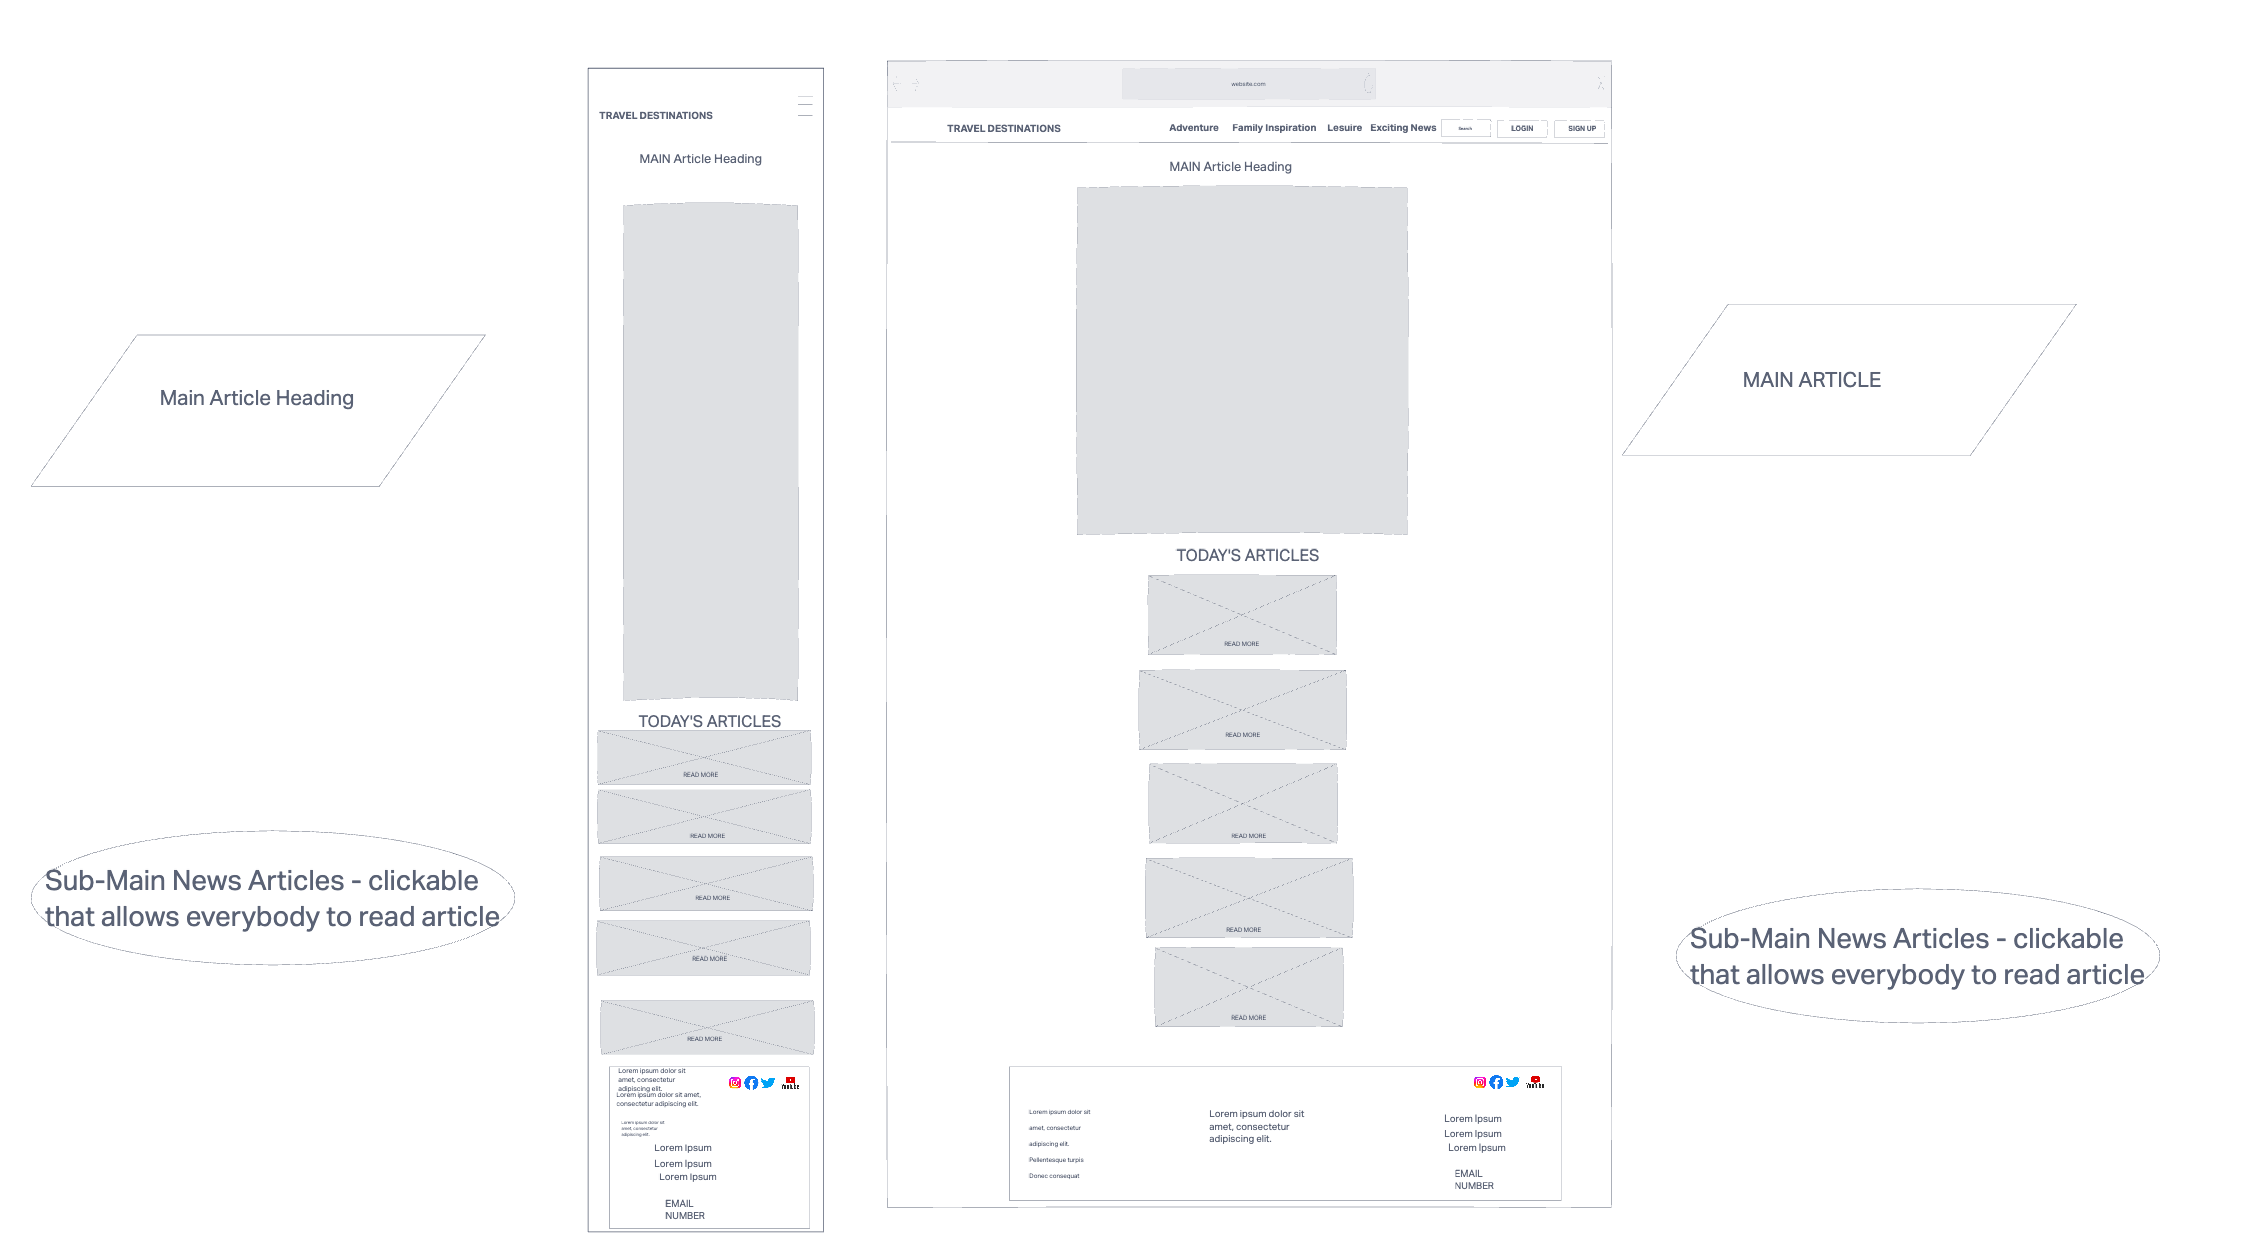 Main Article Heading
Sub-Main News Articles - clickable
that allows everybody to read article
TRAVEL DESTINATIONS
MAIN Article Heading
TODAY'S ARTICLES
READ MORE
READ MORE
READ MORE
READ MORE
READ MORE
Lorem ipsum dolor sit
amet, consectetur
adipiscing elit.
Lorem ipsum dolor sit amet,
consectetur adipiscing elit.
YouTube
Lorem ipsum dolor sit
amet, consectetur
adipiscing elit.
Lorem Ipsum
Lorem Ipsum
Lorem Ipsum
EMAIL
NUMBER
website.com
TRAVEL DESTINATIONS
Adventure Family Inspiration Lesuire Exciting News Search LOGIN SIGN UP
MAIN Article Heading
TODAY'S ARTICLES
READ MORE
READ MORE
READ MORE
READ MORE
READ MORE
YouTube
Lorem ipsum dolor sit
amet, consectetur
adipiscing elit.
Pellentesque turpis
Donec consequat
Lorem ipsum dolor sit
amet, consectetur
adipiscing elit.
Lorem Ipsum
Lorem Ipsum
Lorem Ipsum
EMAIL
NUMBER
MAIN ARTICLE
Sub-Main News Articles - clickable
that allows everybody to read article